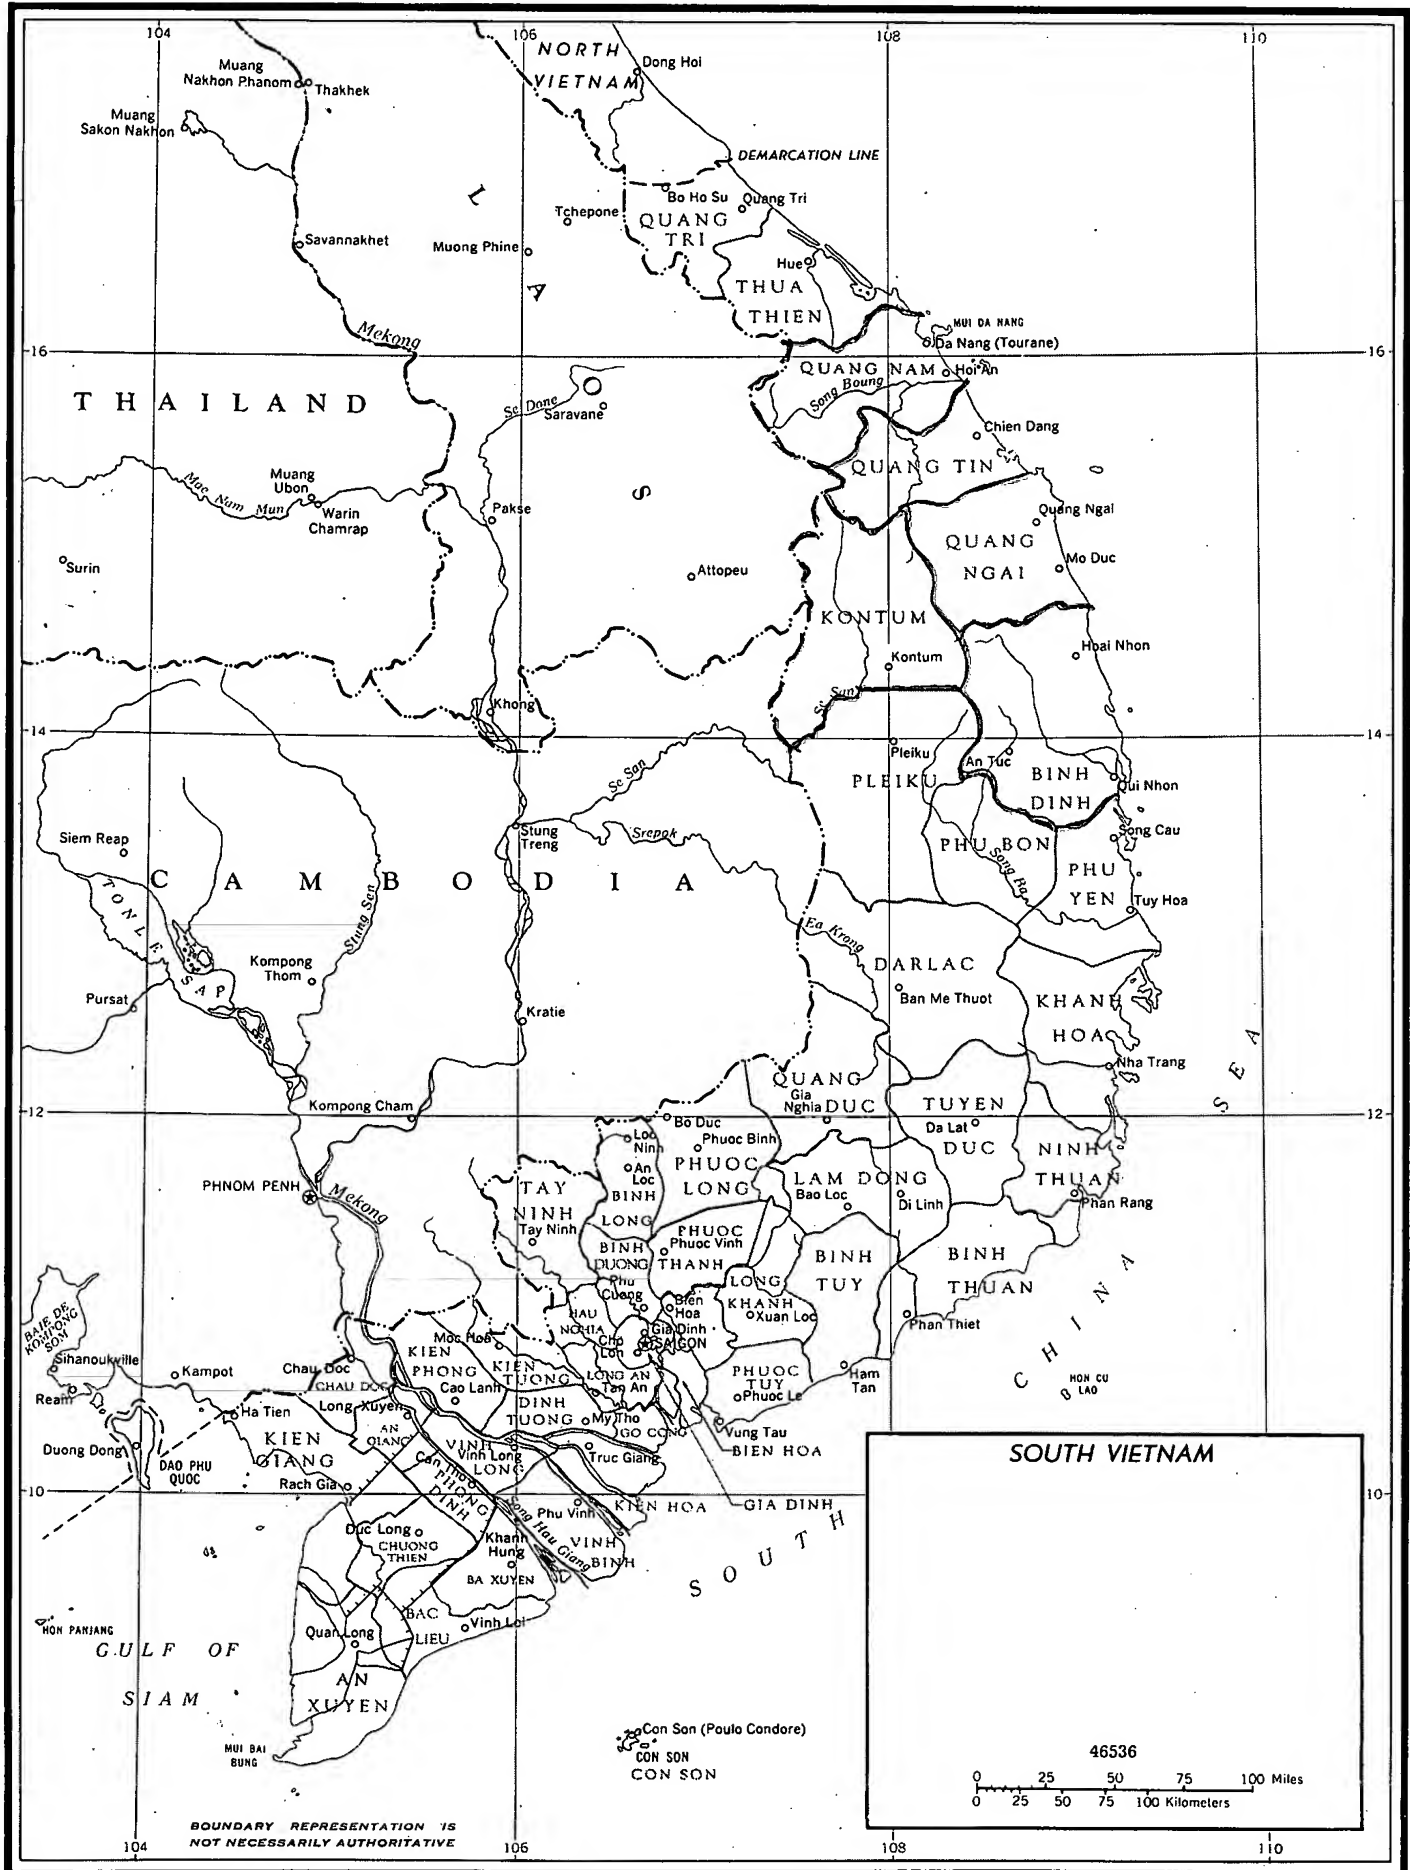 104
106
108
110
NORTH
VIETNAM
Dong Hoi
Muang
Nakhon Phanom
Thakhek
Muang
Sakon Nakhon
DEMARCATION LINE
LAOS
Tchepone
Bo Ho Su
Quang Tri
QUANG
TRI
Savannakhet
Muong Phine
Hue
THUA
THIEN
Mekong
MUI DA NANG
Da Nang (Tourane)
16
16
QUANG NAM
Hoi An
Song Boung
THAILAND
Se Done
Saravane
Chien Dang
QUANG TIN
Muang
Ubon
Mae Nam Mun
Warin
Chamrap
Pakse
Quang Ngai
QUANG
NGAI
Mo Duc
Surin
Attopeu
KONTUM
Kontum
Hoai Nhon
Se San
Khong
14
14
Pleiku
PLEIKU
An Tuc
BINH
DINH
Qui Nhon
Se San
Stung
Treng
Srepok
Song Cau
PHU BON
Song Ba
PHU
YEN
Tuy Hoa
Siem Reap
CAMBODIA
TONLE SAP
Stung Sen
Kompong
Thom
Ea Krong
DARLAC
Ban Me Thuot
KHANH
HOA
Pursat
Kratie
Nha Trang
QUANG
DUC
Gia
Nghia
TUYEN
DUC
Da Lat
12
12
Kompong Cham
Bo Duc
Loc
Ninh
Phuoc Binh
PHUOC
LONG
An
Loc
BINH
LONG
NINH
THUAN
LAM DONG
Bao Loc
Di Linh
Phan Rang
PHNOM PENH
Mekong
TAY
NINH
Tay Ninh
PHUOC
Phuoc Vinh
THANH
BINH
DUONG
BINH
TUY
BINH
THUAN
Phu
Cuong
LONG
KHANH
Bien
Hoa
Xuan Loc
HAU
NGHIA
Gia Dinh
SAIGON
Cho
Lon
Phan Thiet
BAIE DE
KOMPONG
SOM
Sihanoukville
Kampot
Ream
Moc Hoa
KIEN
PHONG
KIEN
TUONG
Chau Doc
CHAU DOC
Cao Lanh
LONG AN
Tan An
PHUOC
TUY
Phuoc Le
Ham
Tan
HON CU
LAO
Long Xuyen
Ha Tien
AN
GIANG
DINH
TUONG
My Tho
GO CONG
Vung Tau
BIEN HOA
KIEN
GIANG
Duong Dong
DAO PHU
QUOC
VINH
Vinh Long
LONG
Truc Giang
Can Tho
PHONG
DINH
Rach Gia
10
10
KIEN HOA
GIA DINH
Phu Vinh
Song Hau Giang
VINH
BINH
Duc Long
CHUONG
THIEN
Khanh
Hung
BA XUYEN
SOUTH CHINA SEA
HON PANJANG
GULF OF
SIAM
BAC
LIEU
Vinh Loi
Quan Long
AN
XUYEN
MUI BAI
BUNG
Con Son (Poulo Condore)
CON SON
CON SON
SOUTH VIETNAM
46536
0 25 50 75 100 Miles
0 25 50 75 100 Kilometers
BOUNDARY REPRESENTATION IS
NOT NECESSARILY AUTHORITATIVE
104
106
108
110